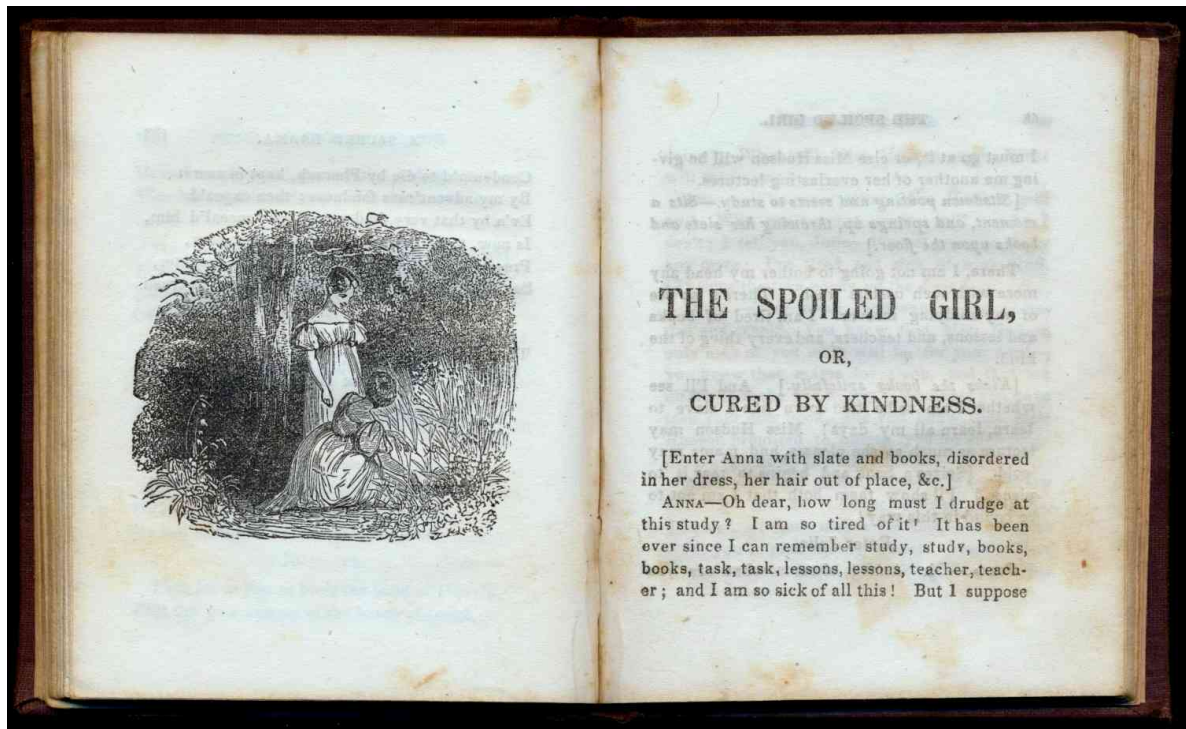 THE SPOILED GIRL,
OR,
CURED BY KINDNESS.
[Enter Anna with slate and books, disordered
in her dress, her hair out of place, &c.]
ANNA—Oh dear, how long must I drudge at
this study? I am so tired of it! It has been
ever since I can remember study, study, books,
books, task, task, lessons, lessons, teacher, teach-
er; and I am so sick of all this! But I suppose